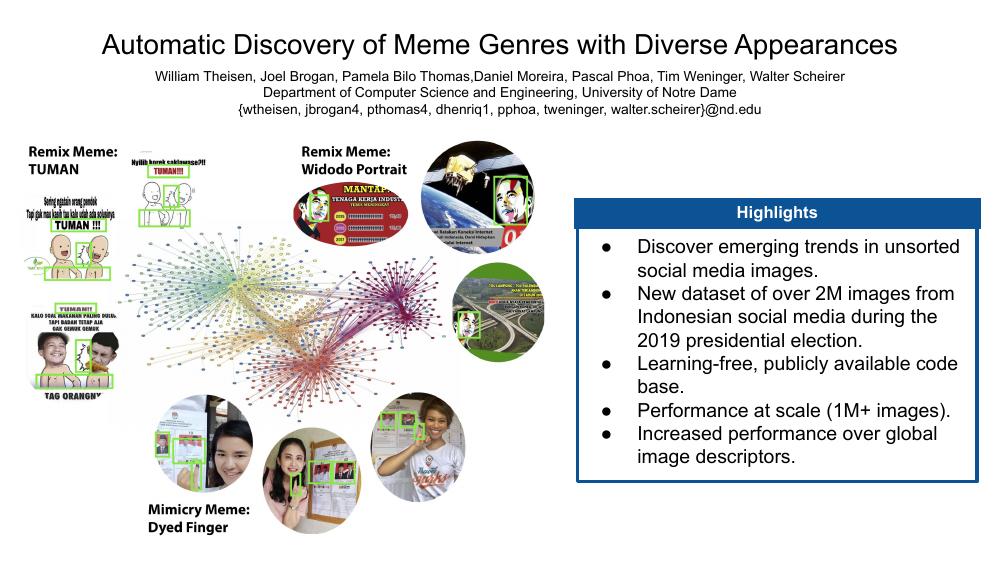 Automatic Discovery of Meme Genres with Diverse Appearances
William Theisen, Joel Brogan, Pamela Bilo Thomas,Daniel Moreira, Pascal Phoa, Tim Weninger, Walter Scheirer
Department of Computer Science and Engineering, University of Notre Dame
{wtheisen, jbrogan4, pthomas4, dhenriq1, pphoa, tweninger, walter.scheirer}@nd.edu
Remix Meme:
TUMAN
Nyilih korek saklawase?!!
TUMAN!!!
Sering ngatain orang pondok
Tapi gak mau kasih tau kalo udah ada solusinya
TUMAN !!!
TUMAN!!
KALO SOAL MAKANAN PALING DULU.
TAPI BADAN TETAP AJA
GAK GEMUK GEMUK
TAG ORANGNY
Remix Meme:
Widodo Portrait
MANTAP
TENAGA KERJA INDUST
TERUS MENINGKAT
2015
2017
Mimicry Meme:
Dyed Finger
Highlights
● Discover emerging trends in unsorted
social media images.
● New dataset of over 2M images from
Indonesian social media during the
2019 presidential election.
● Learning-free, publicly available code
base.
● Performance at scale (1M+ images).
● Increased performance over global
image descriptors.